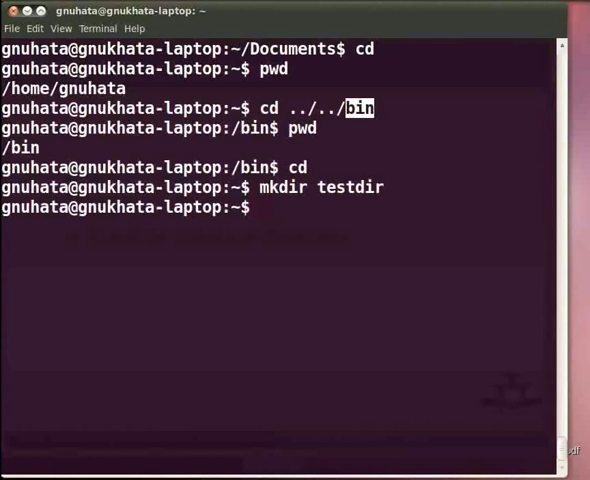 gnuhata@gnukhata-laptop: ~
File Edit View Terminal Help
gnuhata@gnukhata-laptop:~/Documents$ cd
gnuhata@gnukhata-laptop:~$ pwd
/home/gnuhata
gnuhata@gnukhata-laptop:~$ cd ../../bin
gnuhata@gnukhata-laptop:/bin$ pwd
/bin
gnuhata@gnukhata-laptop:/bin$ cd
gnuhata@gnukhata-laptop:~$ mkdir testdir
gnuhata@gnukhata-laptop:~$